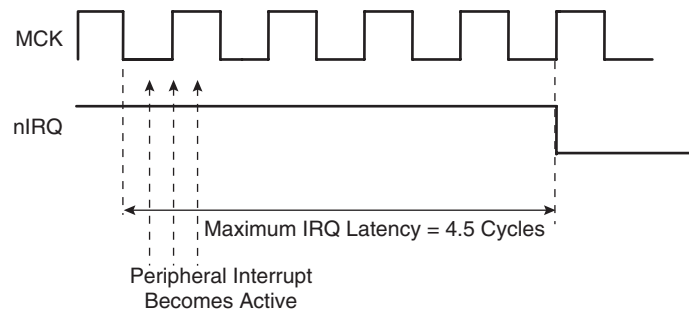 MCK
nIRQ
Maximum IRQ Latency = 4.5 Cycles
Peripheral Interrupt
Becomes Active